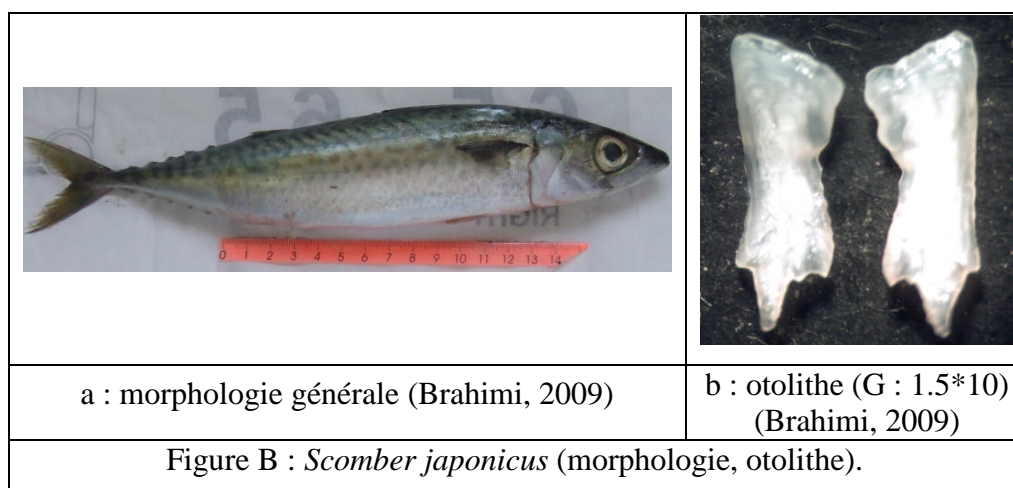 0 1 2 3 4 5 6 7 8 9 10 11 12 13 14
a : morphologie générale (Brahimi, 2009)
b : otolithe (G : 1.5*10)
(Brahimi, 2009)
Figure B : Scomber japonicus (morphologie, otolithe).